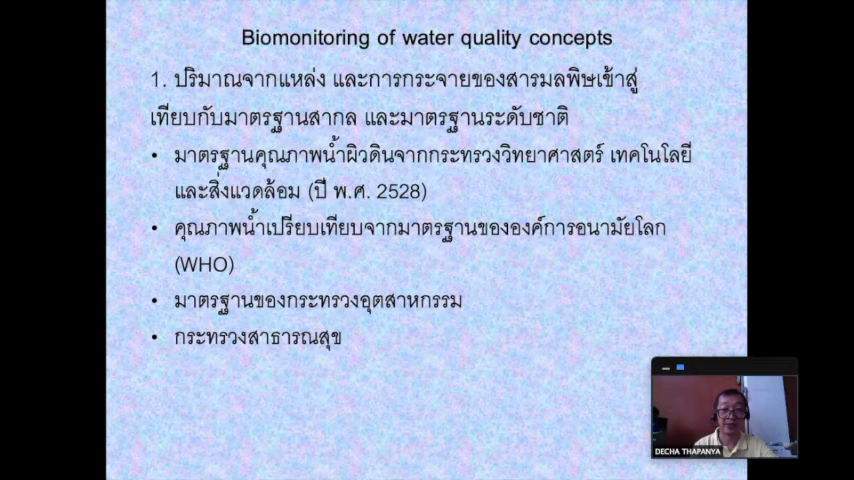 Biomonitoring of water quality concepts
1. ปริมาณจากแหล่ง และการกระจายของสารมลพิษเข้าสู่
เทียบกับมาตรฐานสากล และมาตรฐานระดับชาติ
• มาตรฐานคุณภาพน้ำผิวดินจากกระทรวงวิทยาศาสตร์ เทคโนโลยี
และสิ่งแวดล้อม (ปี พ.ศ. 2528)
• คุณภาพน้ำเปรียบเทียบจากมาตรฐานขององค์การอนามัยโลก
(WHO)
• มาตรฐานของกระทรวงอุตสาหกรรม
• กระทรวงสาธารณสุข
DECHA THAPANYA